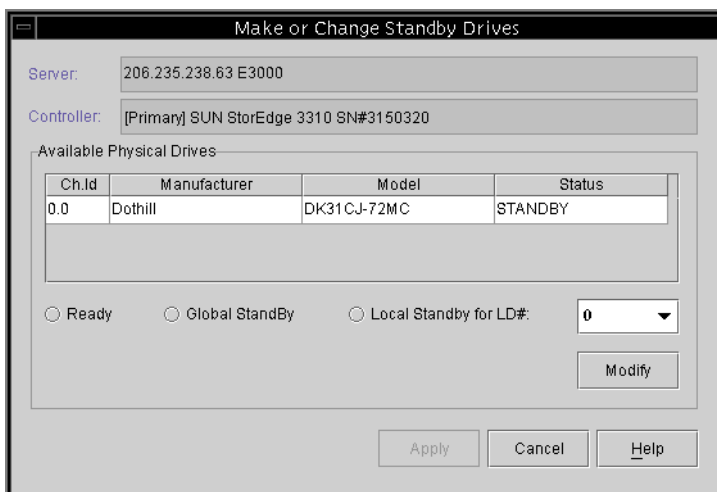 Make or Change Standby Drives
Server: 206.235.238.63 E3000
Controller: [Primary] SUN StorEdge 3310 SN#3150320
Available Physical Drives
Ch.Id Manufacturer Model Status
0.0 Dothill DK31CJ-72MC STANDBY
Ready Global StandBy Local Standby for LD#: 0
Modify
Apply Cancel Help